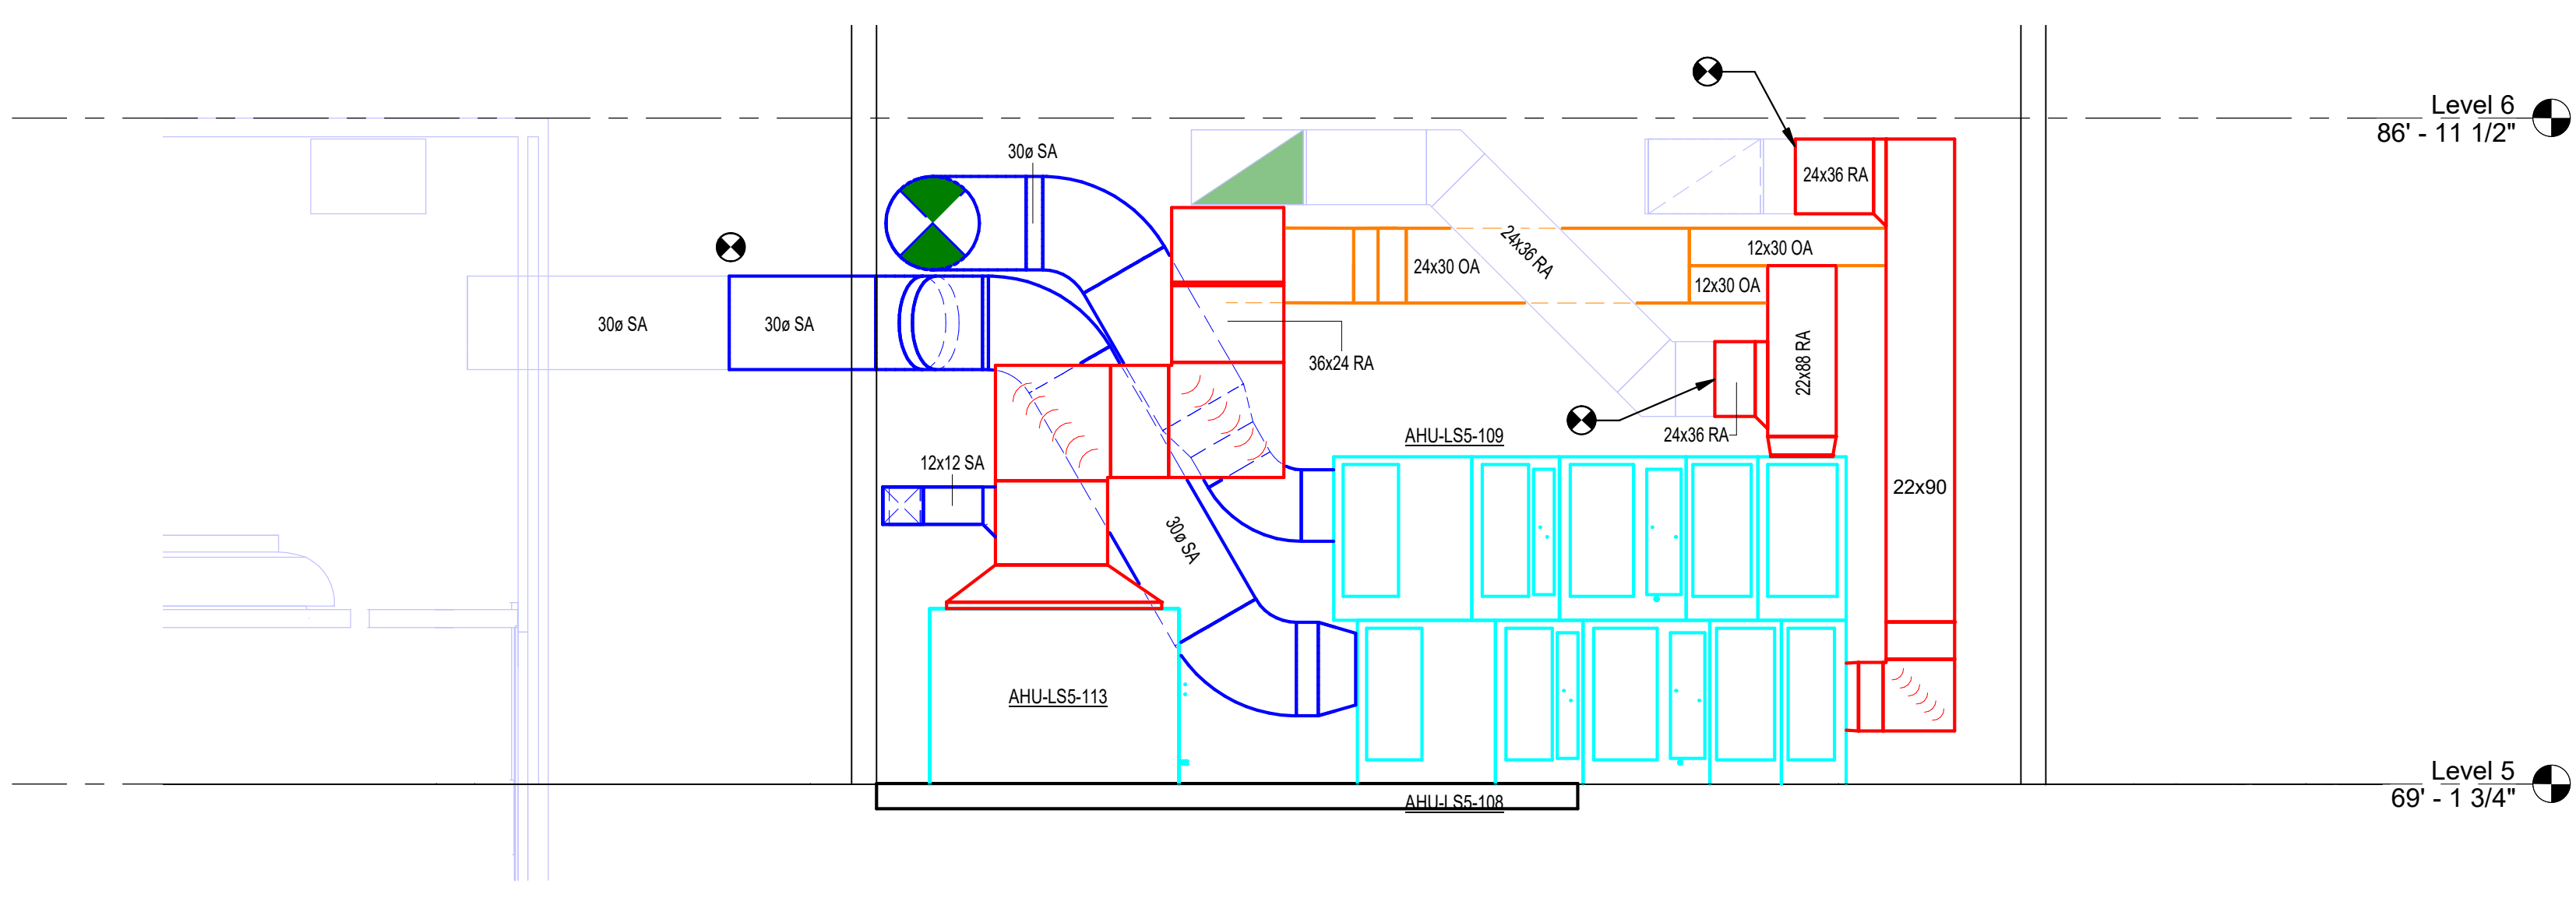 Level 6
86' - 11 1/2"
30ø SA
24x36 RA
24x36 RA
12x30 OA
24x30 OA
12x30 OA
30ø SA
30ø SA
36x24 RA
22x88 RA
24x36 RA
AHU-LS5-109
12x12 SA
22x90
30ø SA
AHU-LS5-113
Level 5
69' - 1 3/4"
AHU-LS5-108